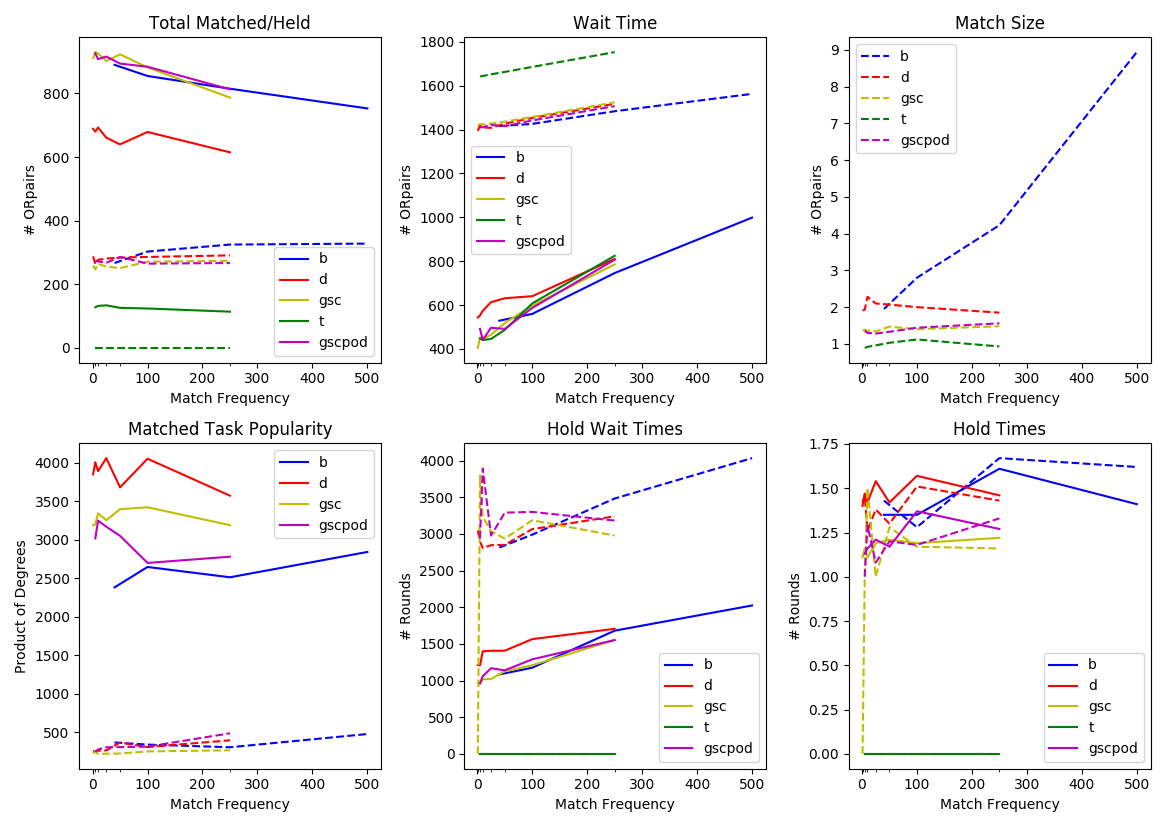 Total Matched/Held
# ORpairs
800
600
400
200
0
0 100 200 300 400 500
Match Frequency
b
d
gsc
t
gscpod
Wait Time
# ORpairs
1800
1600
1400
1200
1000
800
600
400
0 100 200 300 400 500
Match Frequency
b
d
gsc
t
gscpod
Match Size
# ORpairs
9
8
7
6
5
4
3
2
1
0 100 200 300 400 500
Match Frequency
b
d
gsc
t
gscpod
Matched Task Popularity
Product of Degrees
4000
3500
3000
2500
2000
1500
1000
500
0 100 200 300 400 500
Match Frequency
b
d
gsc
gscpod
Hold Wait Times
# Rounds
4000
3500
3000
2500
2000
1500
1000
500
0
0 100 200 300 400 500
Match Frequency
b
d
gsc
t
gscpod
Hold Times
# Rounds
1.75
1.50
1.25
1.00
0.75
0.50
0.25
0.00
0 100 200 300 400 500
Match Frequency
b
d
gsc
t
gscpod